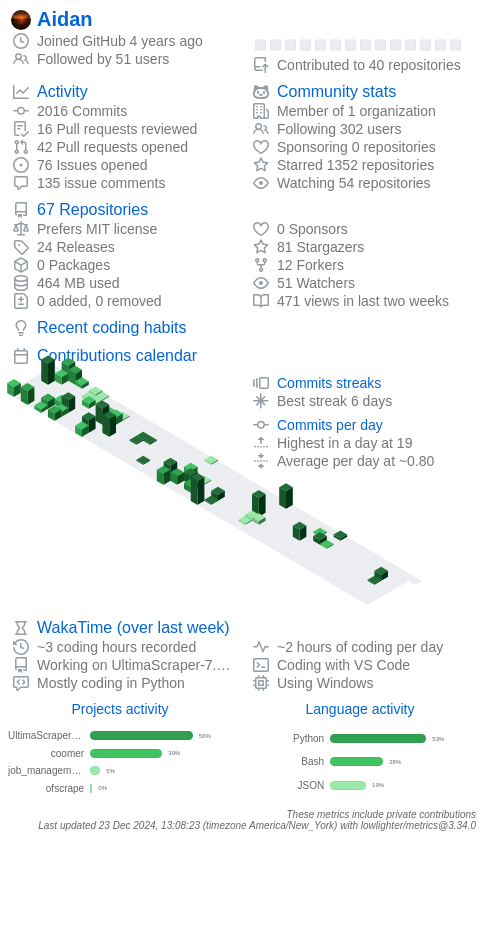 Aidan
Joined GitHub 4 years ago
Followed by 51 users
Contributed to 40 repositories
Activity
2016 Commits
16 Pull requests reviewed
42 Pull requests opened
76 Issues opened
135 issue comments
Community stats
Member of 1 organization
Following 302 users
Sponsoring 0 repositories
Starred 1352 repositories
Watching 54 repositories
67 Repositories
Prefers MIT license
24 Releases
0 Packages
464 MB used
0 added, 0 removed
0 Sponsors
81 Stargazers
12 Forkers
51 Watchers
471 views in last two weeks
Recent coding habits
Contributions calendar
Commits streaks
Best streak 6 days
Commits per day
Highest in a day at 19
Average per day at ~0.80
WakaTime (over last week)
~3 coding hours recorded
Working on UltimaScraper-7.…
Mostly coding in Python
~2 hours of coding per day
Coding with VS Code
Using Windows
Projects activity
UltimaScraper… 56%
coomer 39%
job_managem… 5%
ofscrape 0%
Language activity
Python 53%
Bash 28%
JSON 19%
These metrics include private contributions
Last updated 23 Dec 2024, 13:08:23 (timezone America/New_York) with lowlighter/metrics@3.34.0